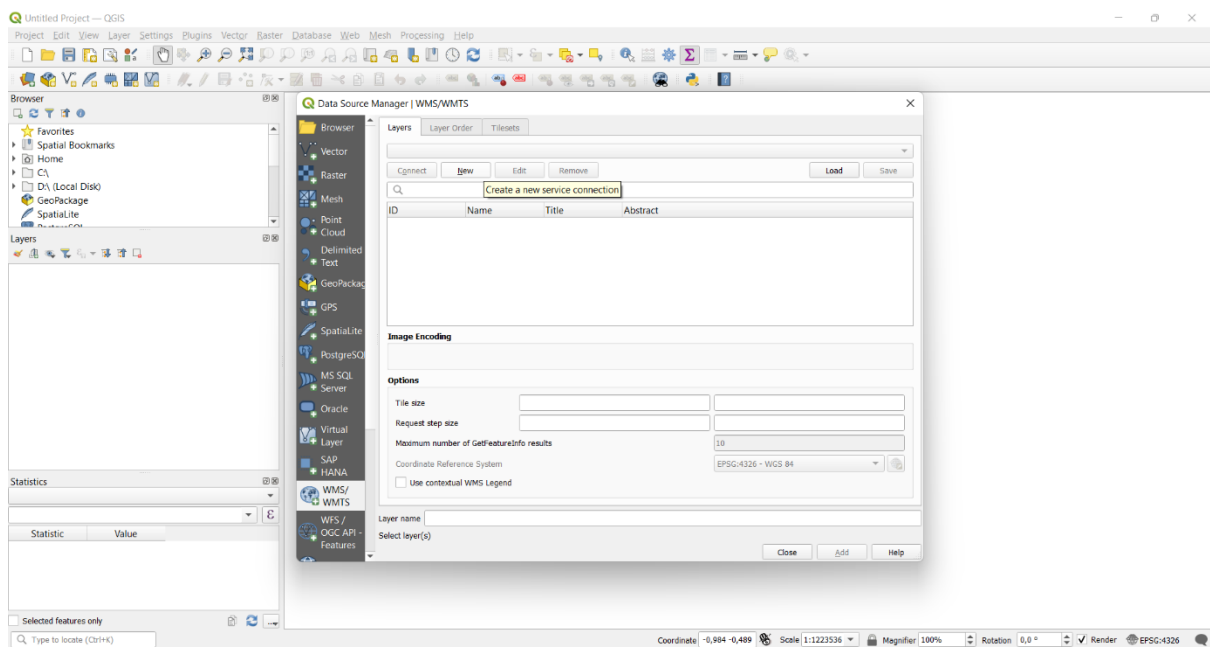 Untitled Project — QGIS
Project Edit View Layer Settings Plugins Vector Raster Database Web Mesh Processing Help
Browser
Favorites
Spatial Bookmarks
Home
C:\
D:\ (Local Disk)
GeoPackage
SpatiaLite
PostgreSQL
Layers
Statistics
Statistic Value
Selected features only
Type to locate (Ctrl+K)
Data Source Manager | WMS/WMTS
Browser
Vector
Raster
Mesh
Point
Cloud
Delimited
Text
GeoPackag
GPS
SpatiaLite
PostgreSQL
MS SQL
Server
Oracle
Virtual
Layer
SAP
HANA
WMS/
WMTS
WFS /
OGC API -
Features
Layers Layer Order Tilesets
Connect New Edit Remove Load Save
Create a new service connection
ID Name Title Abstract
Image Encoding
Options
Tile size
Request step size
Maximum number of GetFeatureInfo results 10
Coordinate Reference System EPSG:4326 - WGS 84
Use contextual WMS Legend
Layer name
Select layer(s)
Close Add Help
Coordinate -0,984 -0,489 Scale 1:1223536 Magnifier 100% Rotation 0,0 ° Render EPSG:4326